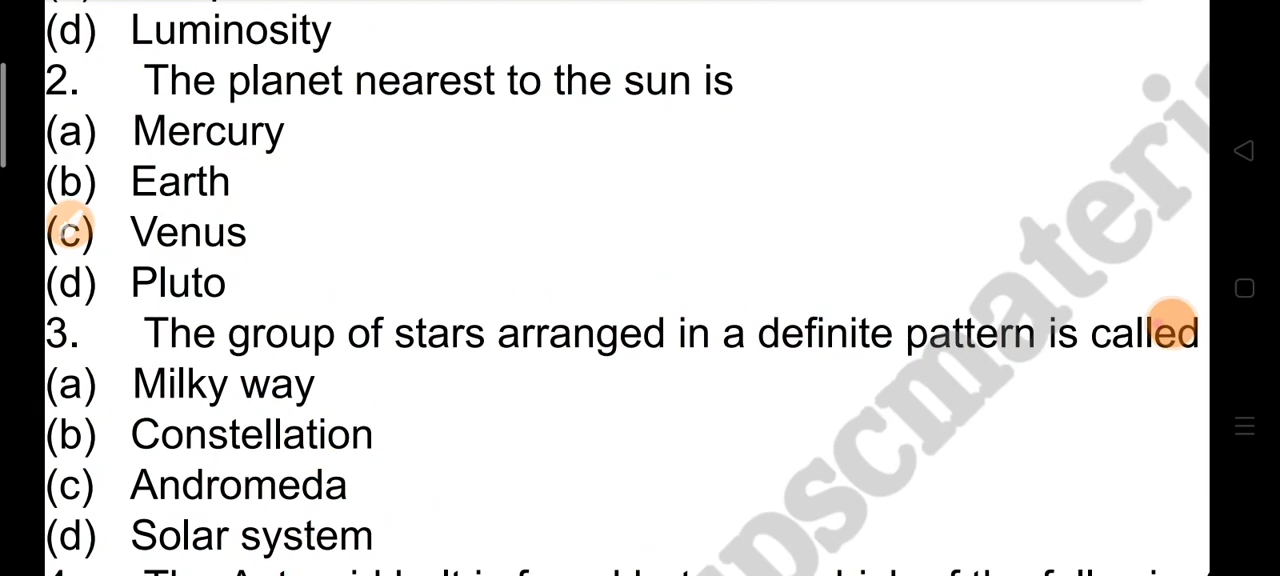 (d) Luminosity
2. The planet nearest to the sun is
(a) Mercury
(b) Earth
(c) Venus
(d) Pluto
3. The group of stars arranged in a definite pattern is called
(a) Milky way
(b) Constellation
(c) Andromeda
(d) Solar system
upscmateri